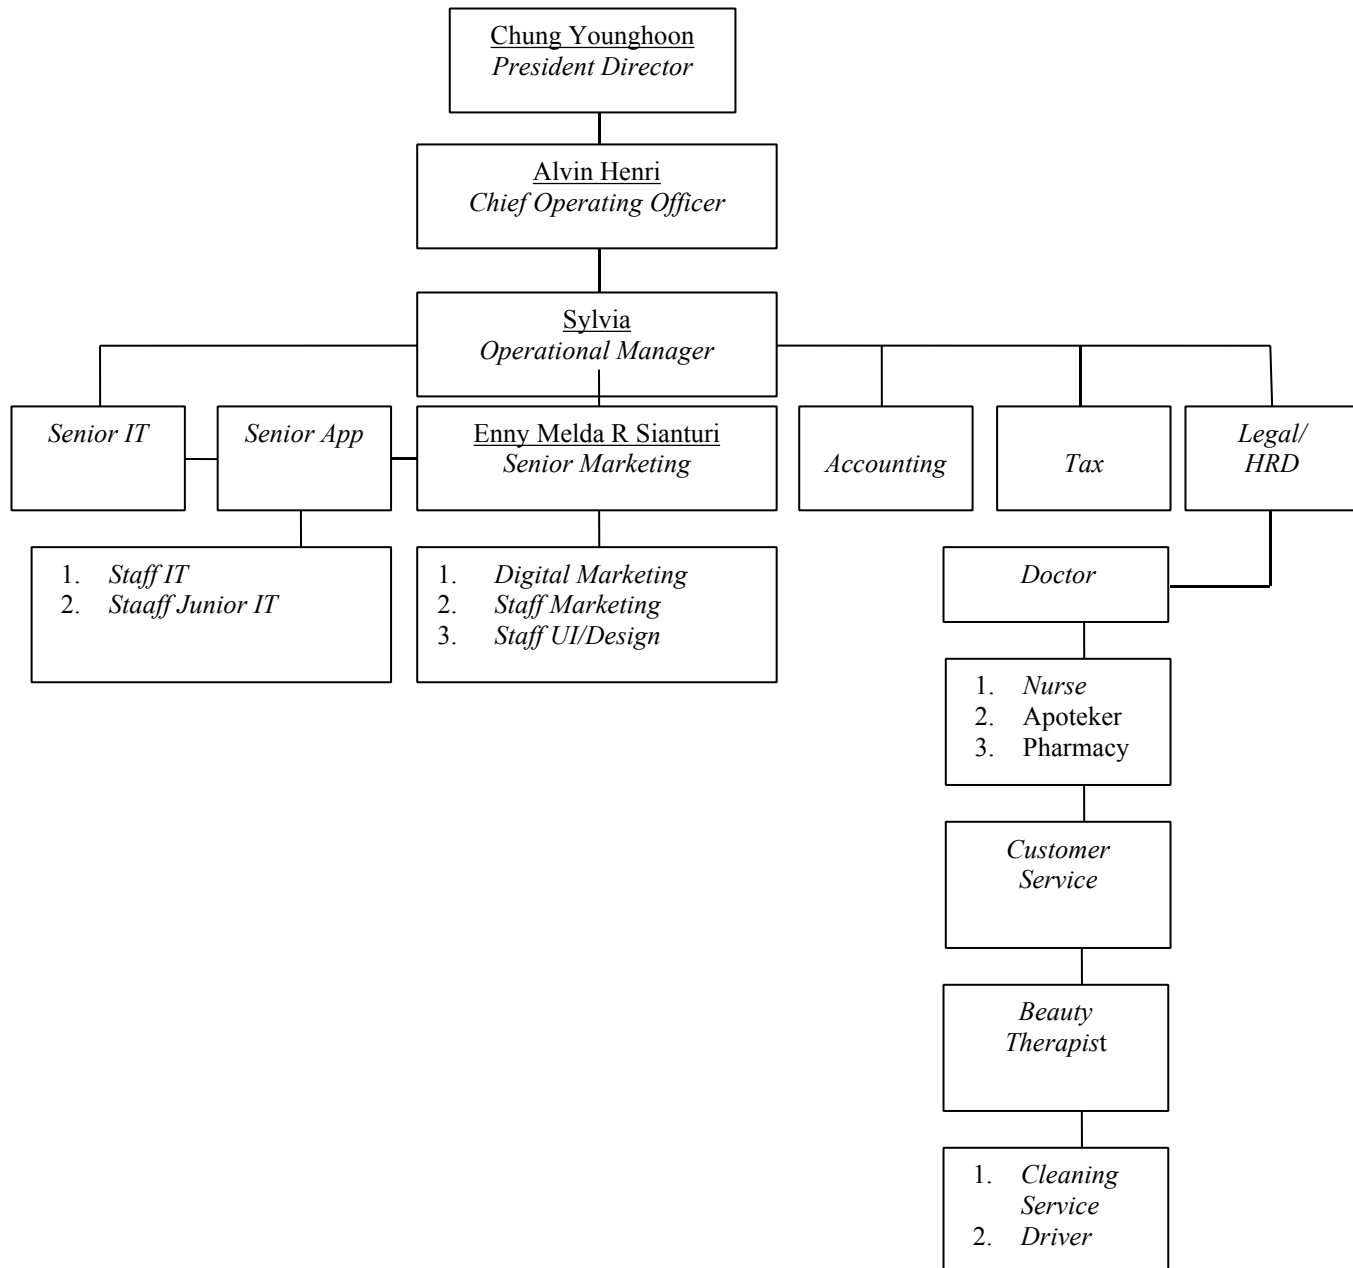 Chung Younghoon
President Director
Alvin Henri
Chief Operating Officer
Sylvia
Operational Manager
Senior IT
Senior App
Enny Melda R Sianturi
Senior Marketing
Accounting
Tax
Legal/
HRD
1. Staff IT
2. Staaff Junior IT
1. Digital Marketing
2. Staff Marketing
3. Staff UI/Design
Doctor
1. Nurse
2. Apoteker
3. Pharmacy
Customer
Service
Beauty
Therapist
1. Cleaning
Service
2. Driver